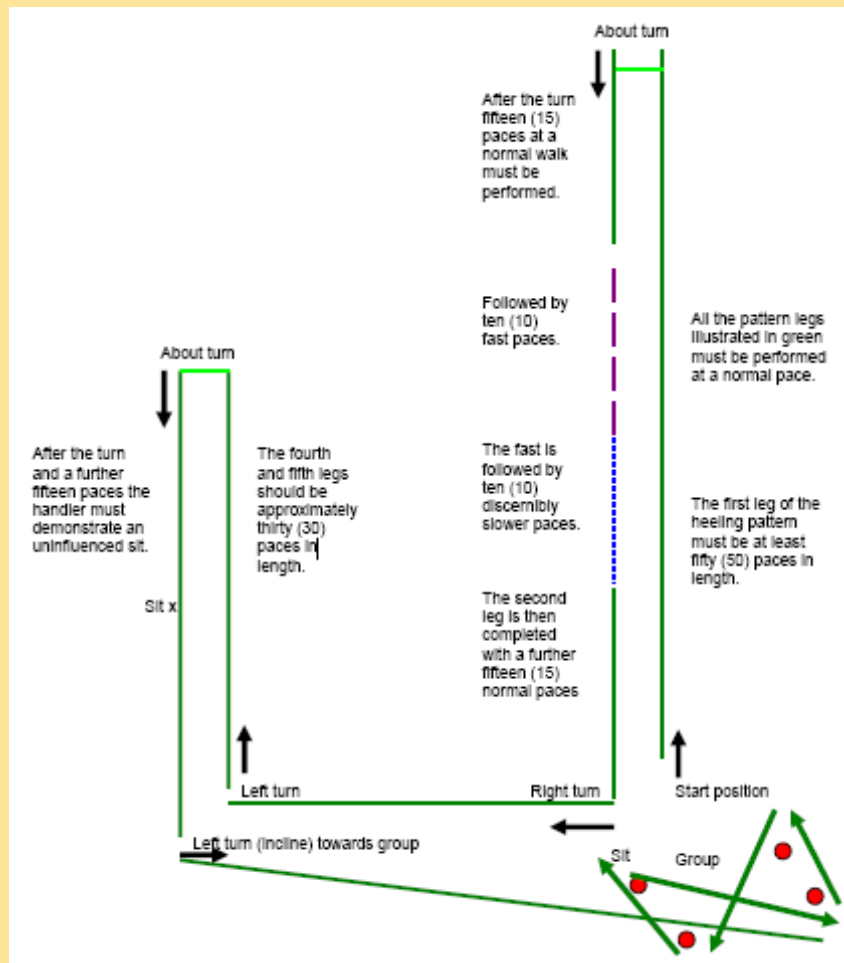 About turn
After the turn
fifteen (15)
paces at a
normal walk
must be
performed.
Followed by
ten (10)
fast paces.
All the pattern legs
illustrated in green
must be performed
at a normal pace.
About turn
After the turn
and a further
fifteen paces the
handler must
demonstrate an
uninfluenced sit.
The fourth
and fifth legs
should be
approximately
thirty (30)
paces in
length.
The fast is
followed by
ten (10)
discernibly
slower paces.
The first leg of the
heeling pattern
must be at least
fifty (50) paces in
length.
Sit x
The second
leg is then
completed
with a further
fifteen (15)
normal paces
Left turn
Right turn
Start position
Left turn (incline) towards group
Sit
Group